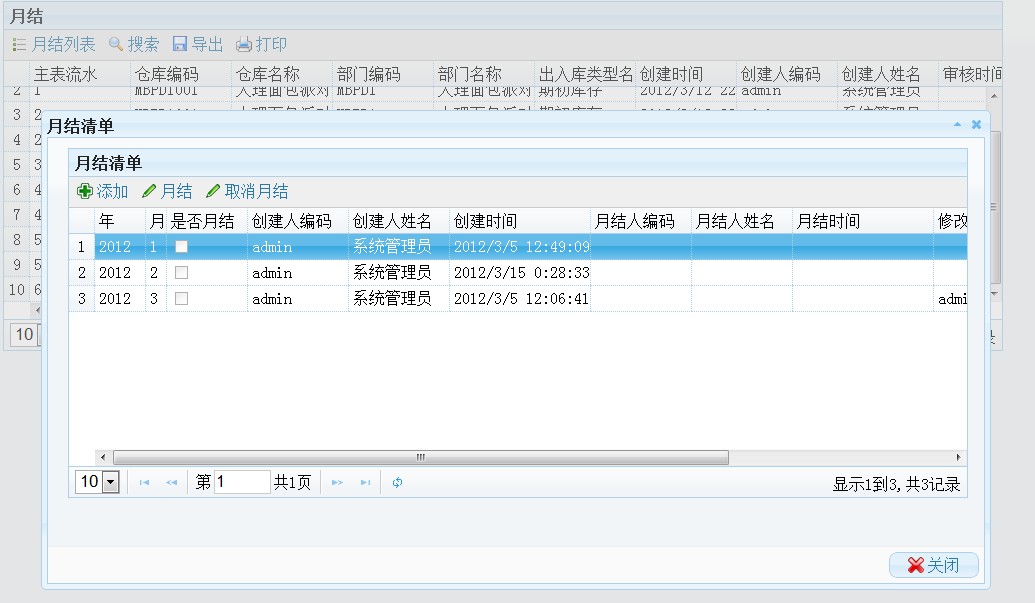 月结
月结列表 搜索 导出 打印
主表流水 仓库编码 仓库名称 部门编码 部门名称 出入库类型名 创建时间 创建人编码 创建人姓名 审核时间
2 1 MBPD1001 大理面包派对 MBPD1 大理面包派对 期初库存 2012/3/12 22 admin 系统管理员
3 2
4 2
5 3
6 4
7 4
8 5
9 5
10 6
10
月结清单
月结清单
添加 月结 取消月结
年 月 是否月结 创建人编码 创建人姓名 创建时间 月结人编码 月结人姓名 月结时间 修改
1 2012 1 admin 系统管理员 2012/3/5 12:49:09
2 2012 2 admin 系统管理员 2012/3/15 0:28:33
3 2012 3 admin 系统管理员 2012/3/5 12:06:41 admi
10 第 1 共1页 显示1到3,共3记录
关闭